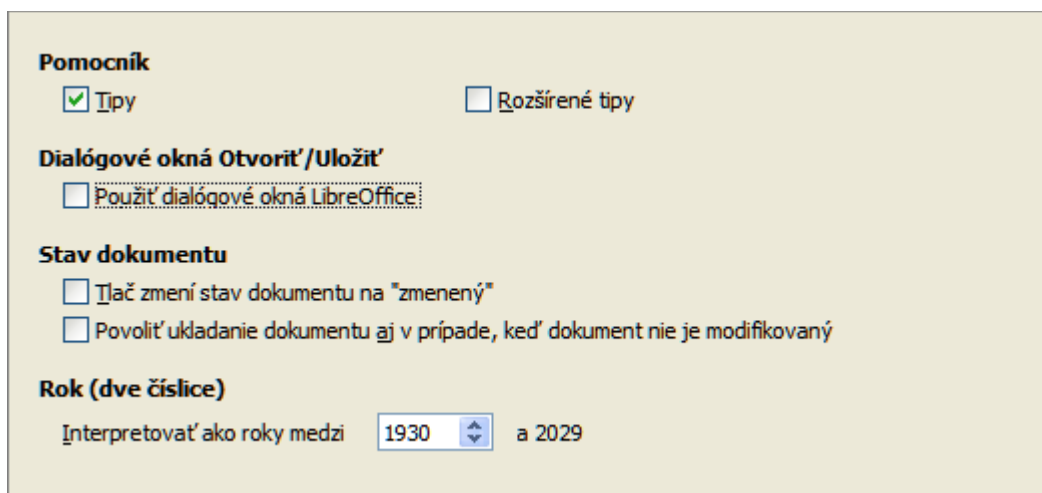 Pomocník
Tipy Rozšírené tipy
Dialógové okná Otvoriť/Uložiť
Použiť dialógové okná LibreOffice
Stav dokumentu
Tlač zmení stav dokumentu na "zmenený"
Povoliť ukladanie dokumentu aj v prípade, keď dokument nie je modifikovaný
Rok (dve číslice)
Interpretovať ako roky medzi 1930 a 2029